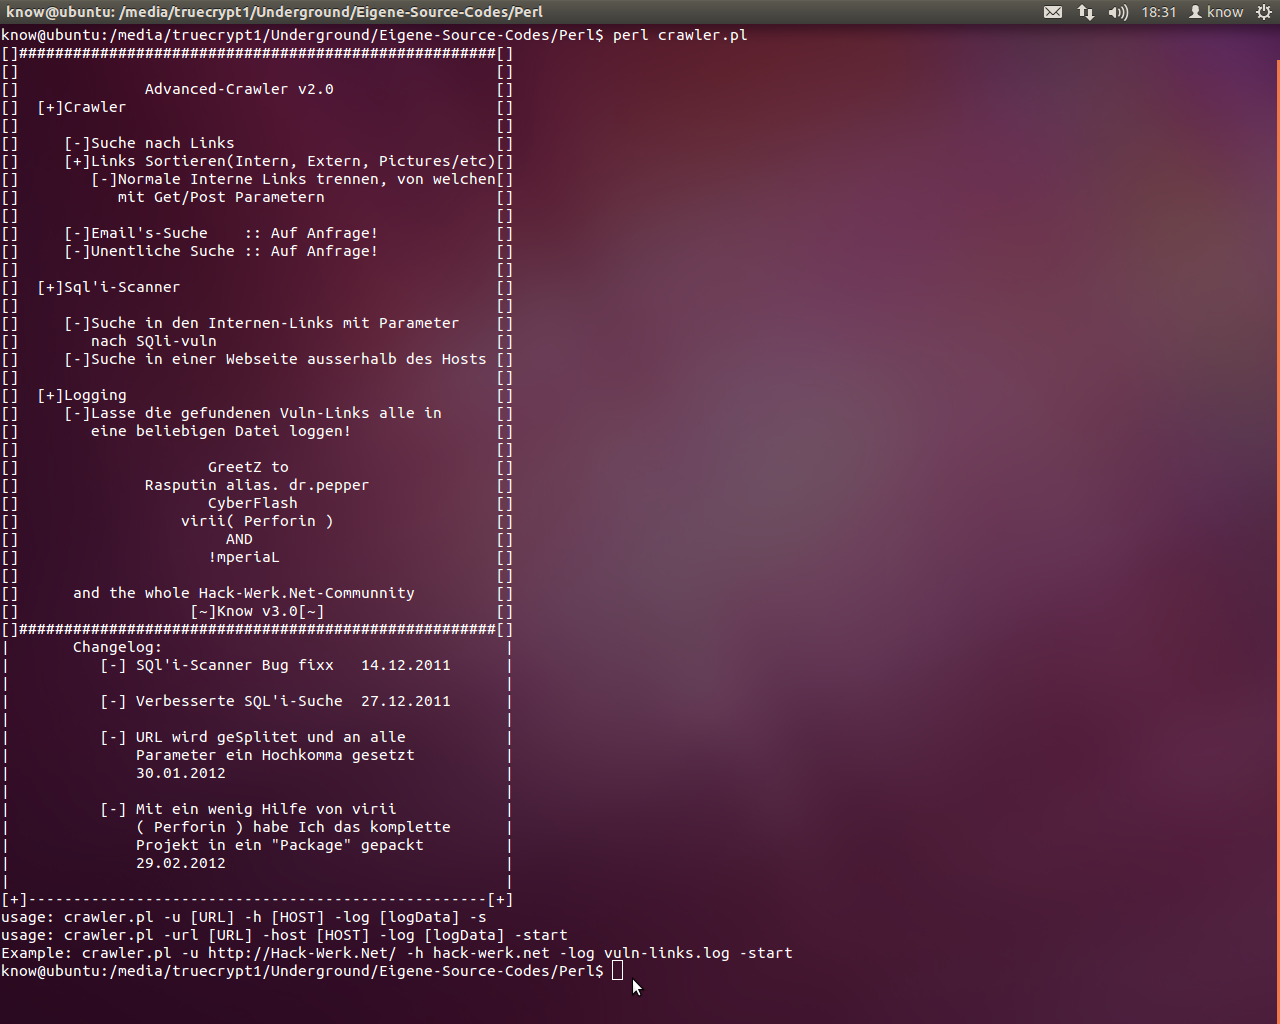 know@ubuntu: /media/truecrypt1/Underground/Eigene-Source-Codes/Perl
18:31 know
know@ubuntu:/media/truecrypt1/Underground/Eigene-Source-Codes/Perl$ perl crawler.pl
[]#####################################################[]
[] []
[] Advanced-Crawler v2.0 []
[] [+]Crawler []
[] []
[] [-]Suche nach Links []
[] [+]Links Sortieren(Intern, Extern, Pictures/etc)[]
[] [-]Normale Interne Links trennen, von welchen[]
[] mit Get/Post Parametern []
[] []
[] [-]Email's-Suche :: Auf Anfrage! []
[] [-]Unentliche Suche :: Auf Anfrage! []
[] []
[] [+]Sql'i-Scanner []
[] []
[] [-]Suche in den Internen-Links mit Parameter []
[] nach SQli-vuln []
[] [-]Suche in einer Webseite ausserhalb des Hosts []
[] []
[] [+]Logging []
[] [-]Lasse die gefundenen Vuln-Links alle in []
[] eine beliebigen Datei loggen! []
[] []
[] GreetZ to []
[] Rasputin alias. dr.pepper []
[] CyberFlash []
[] virii( Perforin ) []
[] AND []
[] !mperiaL []
[] []
[] and the whole Hack-Werk.Net-Communnity []
[] [~]Know v3.0[~] []
[]#####################################################[]
| Changelog: |
| [-] SQl'i-Scanner Bug fixx 14.12.2011 |
| |
| [-] Verbesserte SQL'i-Suche 27.12.2011 |
| |
| [-] URL wird geSplitet und an alle |
| Parameter ein Hochkomma gesetzt |
| 30.01.2012 |
| |
| [-] Mit ein wenig Hilfe von virii |
| ( Perforin ) habe Ich das komplette |
| Projekt in ein "Package" gepackt |
| 29.02.2012 |
| |
[+]---------------------------------------------------[+]
usage: crawler.pl -u [URL] -h [HOST] -log [logData] -s
usage: crawler.pl -url [URL] -host [HOST] -log [logData] -start
Example: crawler.pl -u http://Hack-Werk.Net/ -h hack-werk.net -log vuln-links.log -start
know@ubuntu:/media/truecrypt1/Underground/Eigene-Source-Codes/Perl$